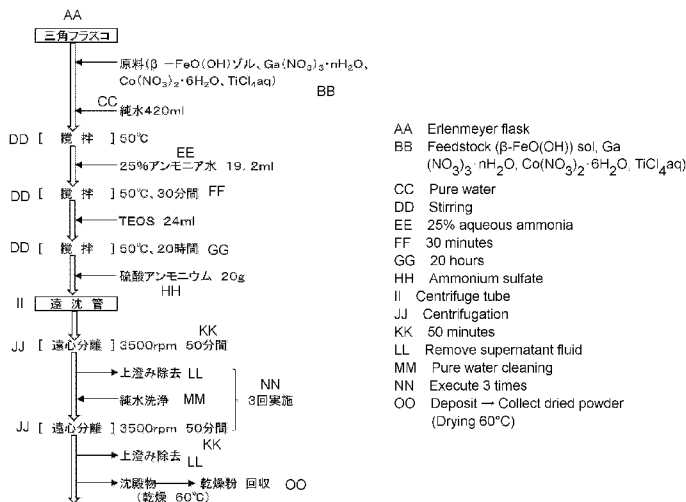 AA
三角フラスコ
原料(β－FeO(OH)ゾル、Ga(NO3)3・nH2O、
Co(NO3)2・6H2O、TiCl4aq)
BB
CC 純水420ml
DD [ 攪拌 ] 50℃
EE
25%アンモニア水 19.2ml
DD [ 攪拌 ] 50℃、30分間 FF
TEOS 24ml
DD [ 攪拌 ] 50℃、20時間 GG
硫酸アンモニウム 20g
HH
II 遠沈管
KK
JJ [ 遠心分離 ] 3500rpm 50分間
上澄み除去 LL
純水洗浄 MM
NN
3回実施
JJ [ 遠心分離 ] 3500rpm 50分間
KK
上澄み除去
LL
沈殿物→乾燥粉 回収 OO
(乾燥 60℃)
AA Erlenmeyer flask
BB Feedstock (β-FeO(OH)) sol, Ga
(NO3)3・nH2O, Co(NO3)2・6H2O, TiCl4aq)
CC Pure water
DD Stirring
EE 25% aqueous ammonia
FF 30 minutes
GG 20 hours
HH Ammonium sulfate
II Centrifuge tube
JJ Centrifugation
KK 50 minutes
LL Remove supernatant fluid
MM Pure water cleaning
NN Execute 3 times
OO Deposit → Collect dried powder
(Drying 60°C)